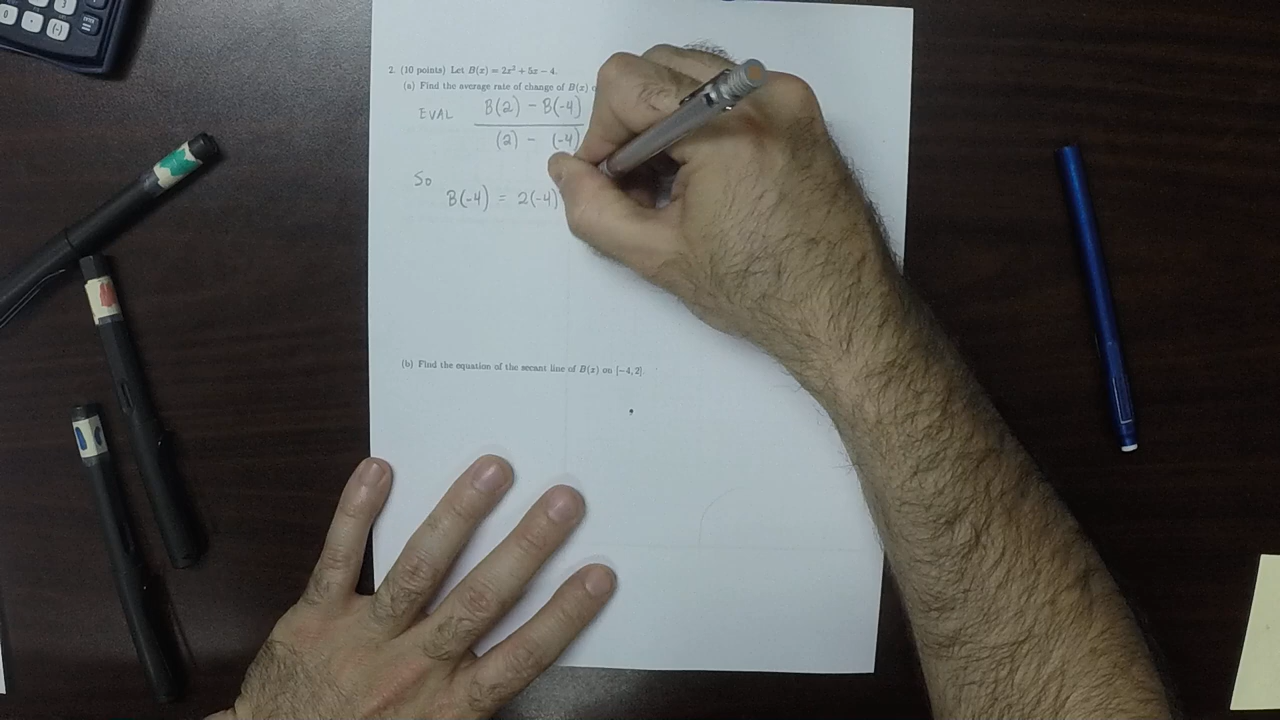 2. (10 points) Let B(x) = 2x² + 5x − 4.
(a) Find the average rate of change of B(x)
EVAL B(2) − B(-4)
(2) − (-4)
So
B(-4) = 2(-4)
(b) Find the equation of the secant line of B(x) on [−4, 2].